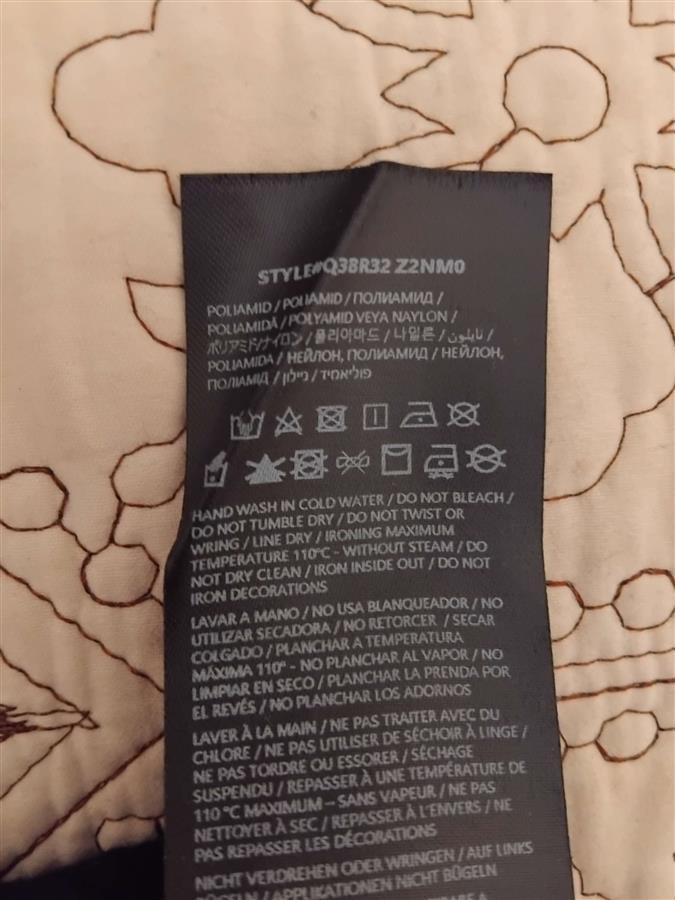 STYLE#Q38R32 Z2NM0
POLIAMID / POLIAMID / ПОЛИАМИД /
POLIAMIDĂ / POLYAMID VEYA NAYLON /
ポリアミド/ナイロン / 폴리아마드 / 나일론 / نايلون /
POLIAMIDA / НЕЙЛОН, ПОЛИАМИД / НЕЙЛОН,
ПОЛІАМІД / ניילון / פוליאמיד
HAND WASH IN COLD WATER / DO NOT BLEACH /
DO NOT TUMBLE DRY / DO NOT TWIST OR
WRING / LINE DRY / IRONING MAXIMUM
TEMPERATURE 110°C - WITHOUT STEAM / DO
NOT DRY CLEAN / IRON INSIDE OUT / DO NOT
IRON DECORATIONS
LAVAR A MANO / NO USA BLANQUEADOR / NO
UTILIZAR SECADORA / NO RETORCER / SECAR
COLGADO / PLANCHAR A TEMPERATURA
MÁXIMA 110° - NO PLANCHAR AL VAPOR / NO
LIMPIAR EN SECO / PLANCHAR LA PRENDA POR
EL REVÉS / NO PLANCHAR LOS ADORNOS
LAVER À LA MAIN / NE PAS TRAITER AVEC DU
CHLORE / NE PAS UTILISER DE SÉCHOIR À LINGE /
NE PAS TORDRE OU ESSORER / SÉCHAGE
SUSPENDU / REPASSER À UNE TEMPÉRATURE DE
110 °C MAXIMUM – SANS VAPEUR / NE PAS
NETTOYER À SEC / REPASSER À L'ENVERS / NE
PAS REPASSER LES DÉCORATIONS
NICHT VERDREHEN ODER WRINGEN / AUF LINKS
BÜGELN / APPLIKATIONEN NICHT BÜGELN